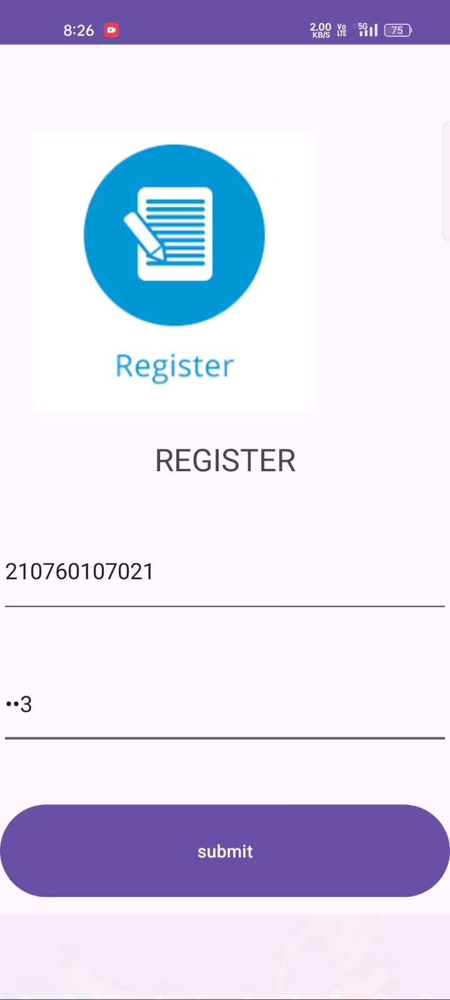 8:26
2.00 KB/S Vo LTE 5G 75
Register
REGISTER
210760107021
••3
submit